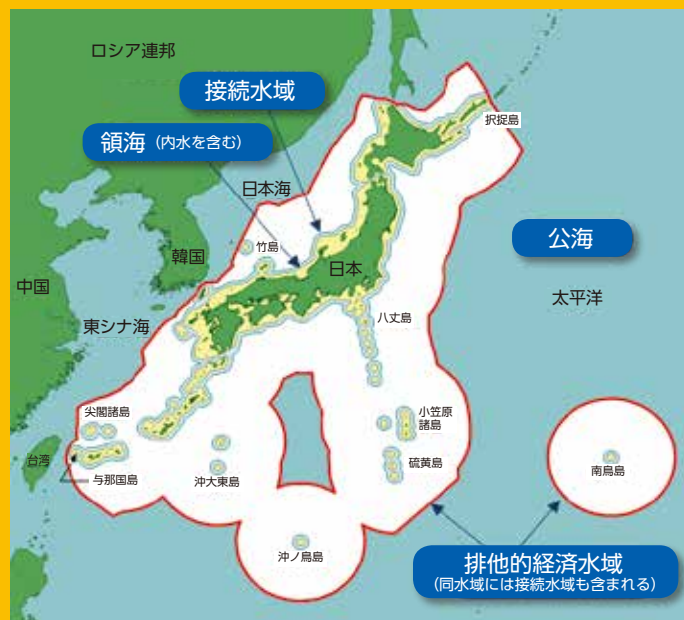 ロシア連邦
接続水域
択捉島
領海（内水を含む）
日本海
竹島
公海
韓国
日本
中国
太平洋
八丈島
東シナ海
尖閣諸島
小笠原
諸島
台湾
硫黄島
南鳥島
与那国島
沖大東島
沖ノ鳥島
排他的経済水域
（同水域には接続水域も含まれる）